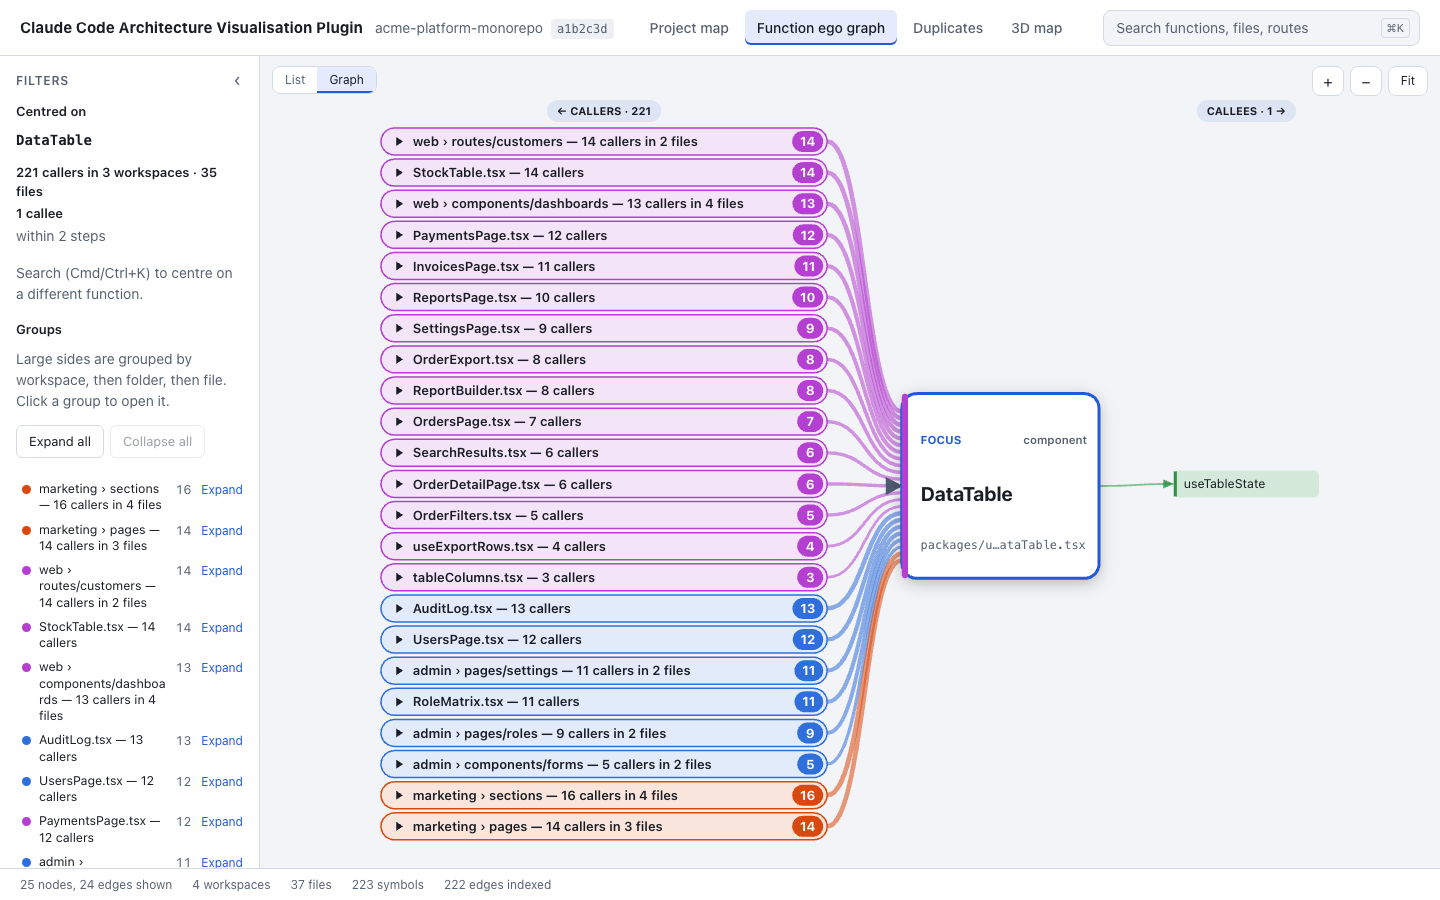 Claude Code Architecture Visualisation Plugin acme-platform-monorepo a1b2c3d Project map Function ego graph Duplicates 3D map Search functions, files, routes ⌘K
FILTERS ‹
Centred on
DataTable
221 callers in 3 workspaces · 35
files
1 callee
within 2 steps
Search (Cmd/Ctrl+K) to centre on
a different function.
Groups
Large sides are grouped by
workspace, then folder, then file.
Click a group to open it.
Expand all Collapse all
marketing › sections 16 Expand
— 16 callers in 4 files
marketing › pages — 14 Expand
14 callers in 3 files
web › 14 Expand
routes/customers —
14 callers in 2 files
StockTable.tsx — 14 14 Expand
callers
web › 13 Expand
components/dashboa
rds — 13 callers in 4
files
AuditLog.tsx — 13 13 Expand
callers
UsersPage.tsx — 12 12 Expand
callers
PaymentsPage.tsx — 12 Expand
12 callers
admin › 11 Expand
List Graph
+ − Fit
← CALLERS · 221
CALLEES · 1 →
web › routes/customers — 14 callers in 2 files 14
StockTable.tsx — 14 callers 14
web › components/dashboards — 13 callers in 4 files 13
PaymentsPage.tsx — 12 callers 12
InvoicesPage.tsx — 11 callers 11
ReportsPage.tsx — 10 callers 10
SettingsPage.tsx — 9 callers 9
OrderExport.tsx — 8 callers 8
ReportBuilder.tsx — 8 callers 8
OrdersPage.tsx — 7 callers 7
SearchResults.tsx — 6 callers 6
OrderDetailPage.tsx — 6 callers 6
OrderFilters.tsx — 5 callers 5
useExportRows.tsx — 4 callers 4
tableColumns.tsx — 3 callers 3
AuditLog.tsx — 13 callers 13
UsersPage.tsx — 12 callers 12
admin › pages/settings — 11 callers in 2 files 11
RoleMatrix.tsx — 11 callers 11
admin › pages/roles — 9 callers in 2 files 9
admin › components/forms — 5 callers in 2 files 5
marketing › sections — 16 callers in 4 files 16
marketing › pages — 14 callers in 3 files 14
FOCUS component
DataTable
packages/u…ataTable.tsx
useTableState
25 nodes, 24 edges shown 4 workspaces 37 files 223 symbols 222 edges indexed